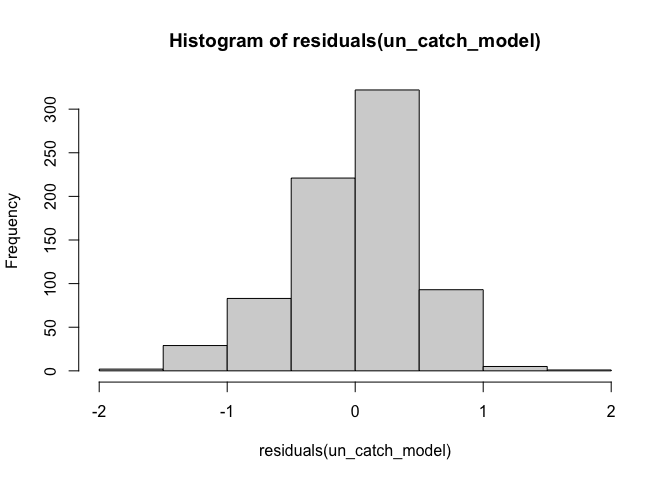 Histogram of residuals(un_catch_model)
Frequency
300
250
200
150
100
50
0
-2 -1 0 1 2
residuals(un_catch_model)